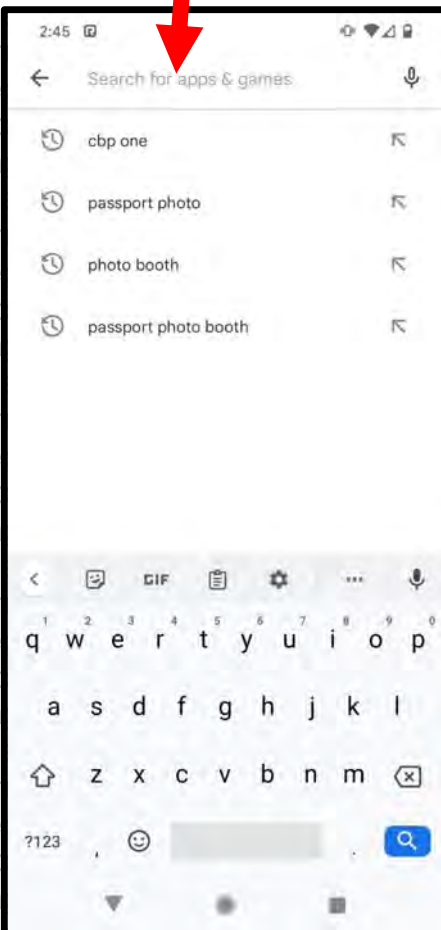 2:45
Search for apps & games
cbp one
passport photo
photo booth
passport photo booth
GIF
1 2 3 4 5 6 7 8 9 0
q w e r t y u i o p
a s d f g h j k l
z x c v b n m
?123 , .